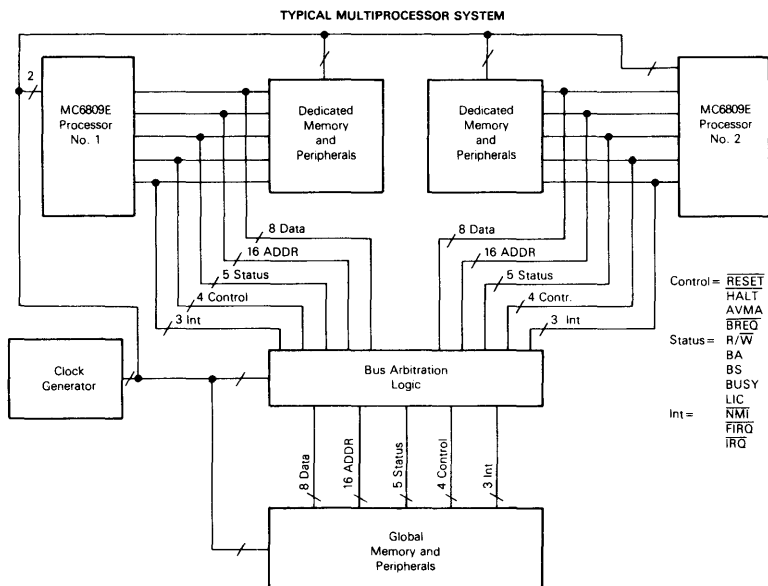 TYPICAL MULTIPROCESSOR SYSTEM
2
MC6809E
Processor
No. 1
Dedicated
Memory
and
Peripherals
Dedicated
Memory
and
Peripherals
MC6809E
Processor
No. 2
8 Data
16 ADDR
5 Status
4 Control
3 Int
8 Data
16 ADDR
5 Status
4 Contr.
3 Int
Control = RESET
HALT
AVMA
BREQ
Status = R/W
BA
BS
BUSY
LIC
Int = NMI
FIRQ
IRQ
Clock
Generator
Bus Arbitration
Logic
8 Data
16 ADDR
5 Status
4 Control
3 Int
Global
Memory and
Peripherals